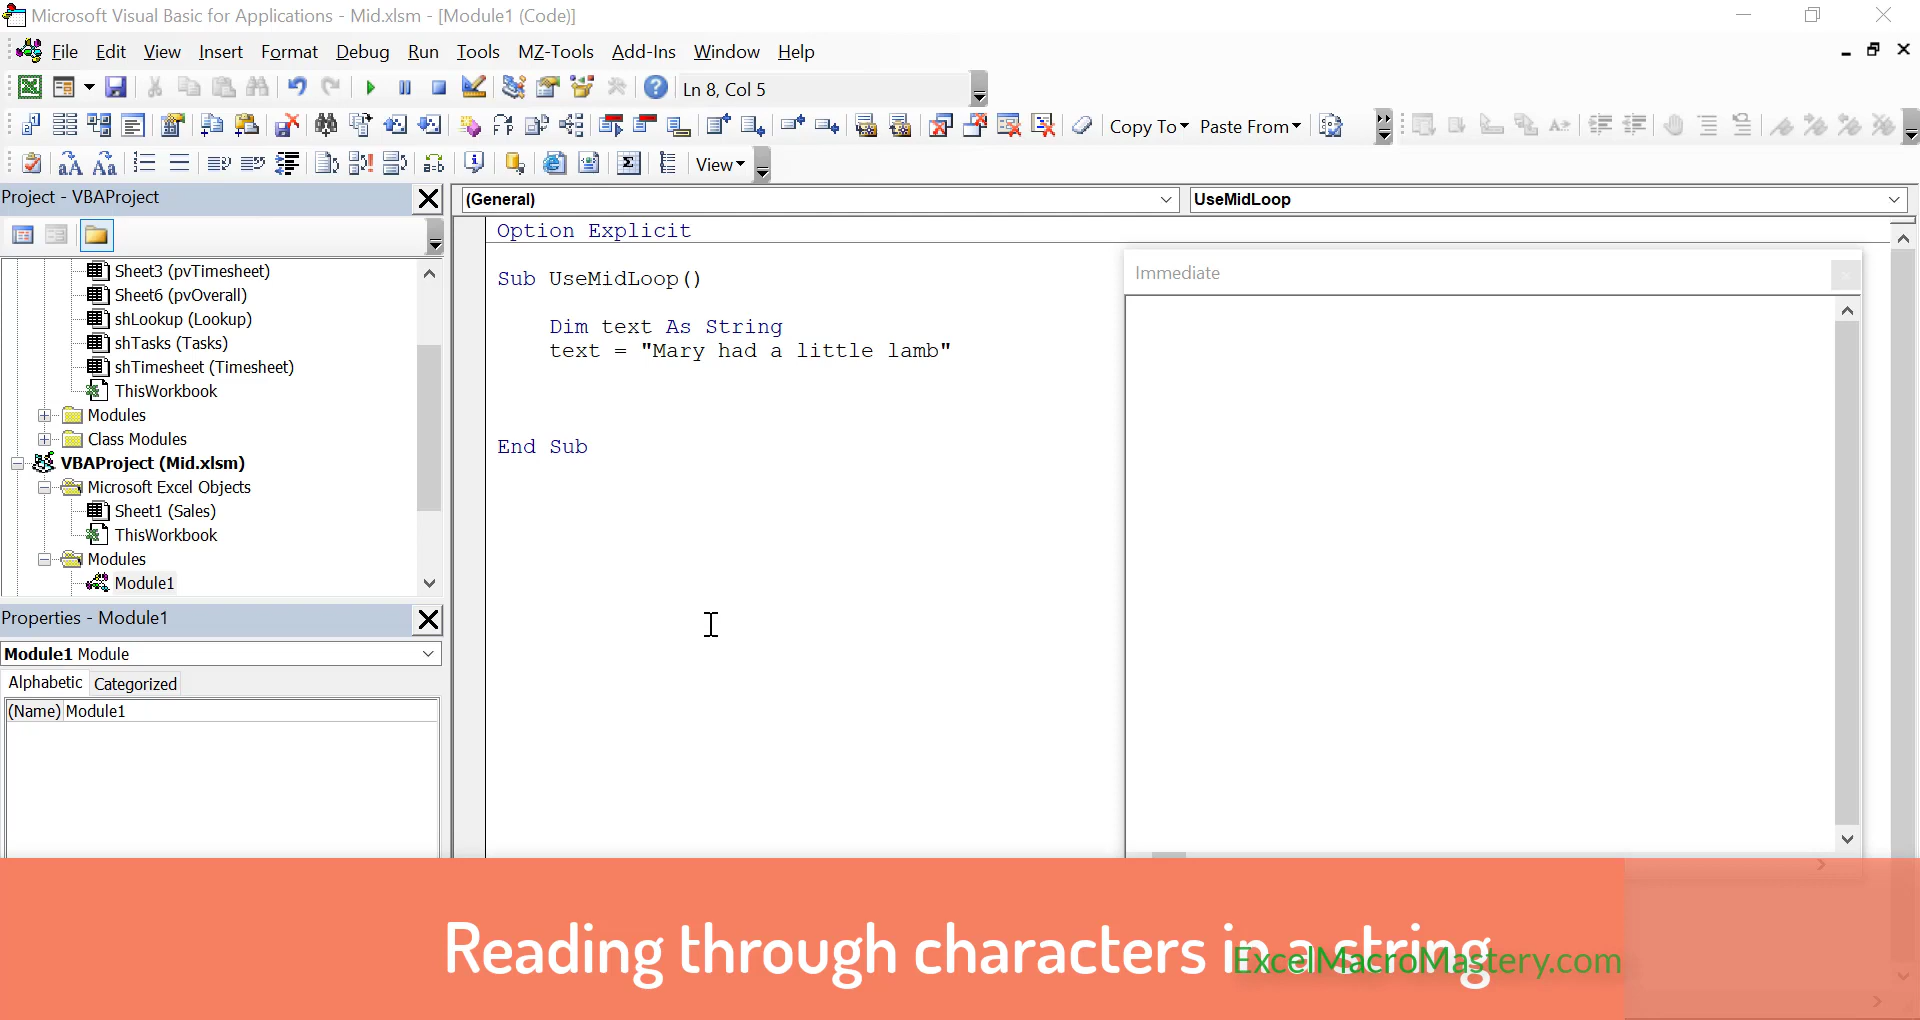 Microsoft Visual Basic for Applications - Mid.xlsm - [Module1 (Code)]
File Edit View Insert Format Debug Run Tools MZ-Tools Add-Ins Window Help
Ln 8, Col 5
Copy To Paste From
View
Project - VBAProject
(General)
UseMidLoop
Sheet3 (pvTimesheet)
Sheet6 (pvOverall)
shLookup (Lookup)
shTasks (Tasks)
shTimesheet (Timesheet)
ThisWorkbook
Modules
Class Modules
VBAProject (Mid.xlsm)
Microsoft Excel Objects
Sheet1 (Sales)
ThisWorkbook
Modules
Module1
Properties - Module1
Module1 Module
Alphabetic Categorized
(Name) Module1
Option Explicit
Sub UseMidLoop()
Dim text As String
text = "Mary had a little lamb"
End Sub
Immediate
Reading through characters in a string
ExcelMacroMastery.com